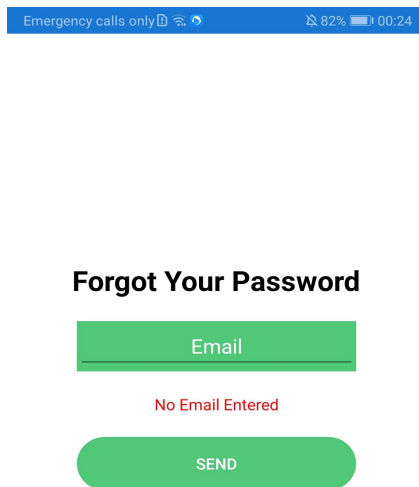 Emergency calls only 82% 00:24
Forgot Your Password
Email
No Email Entered
SEND